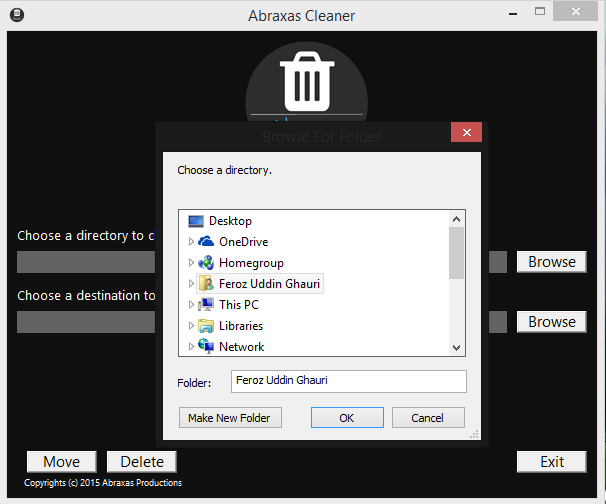 Abraxas Cleaner
Browse For Folder
Choose a directory.
Desktop
OneDrive
Homegroup
Feroz Uddin Ghauri
This PC
Libraries
Network
Folder: Feroz Uddin Ghauri
Make New Folder OK Cancel
Choose a directory to
Browse
Choose a destination to
Browse
Move Delete Exit
Copyrights (c) 2015 Abraxas Productions